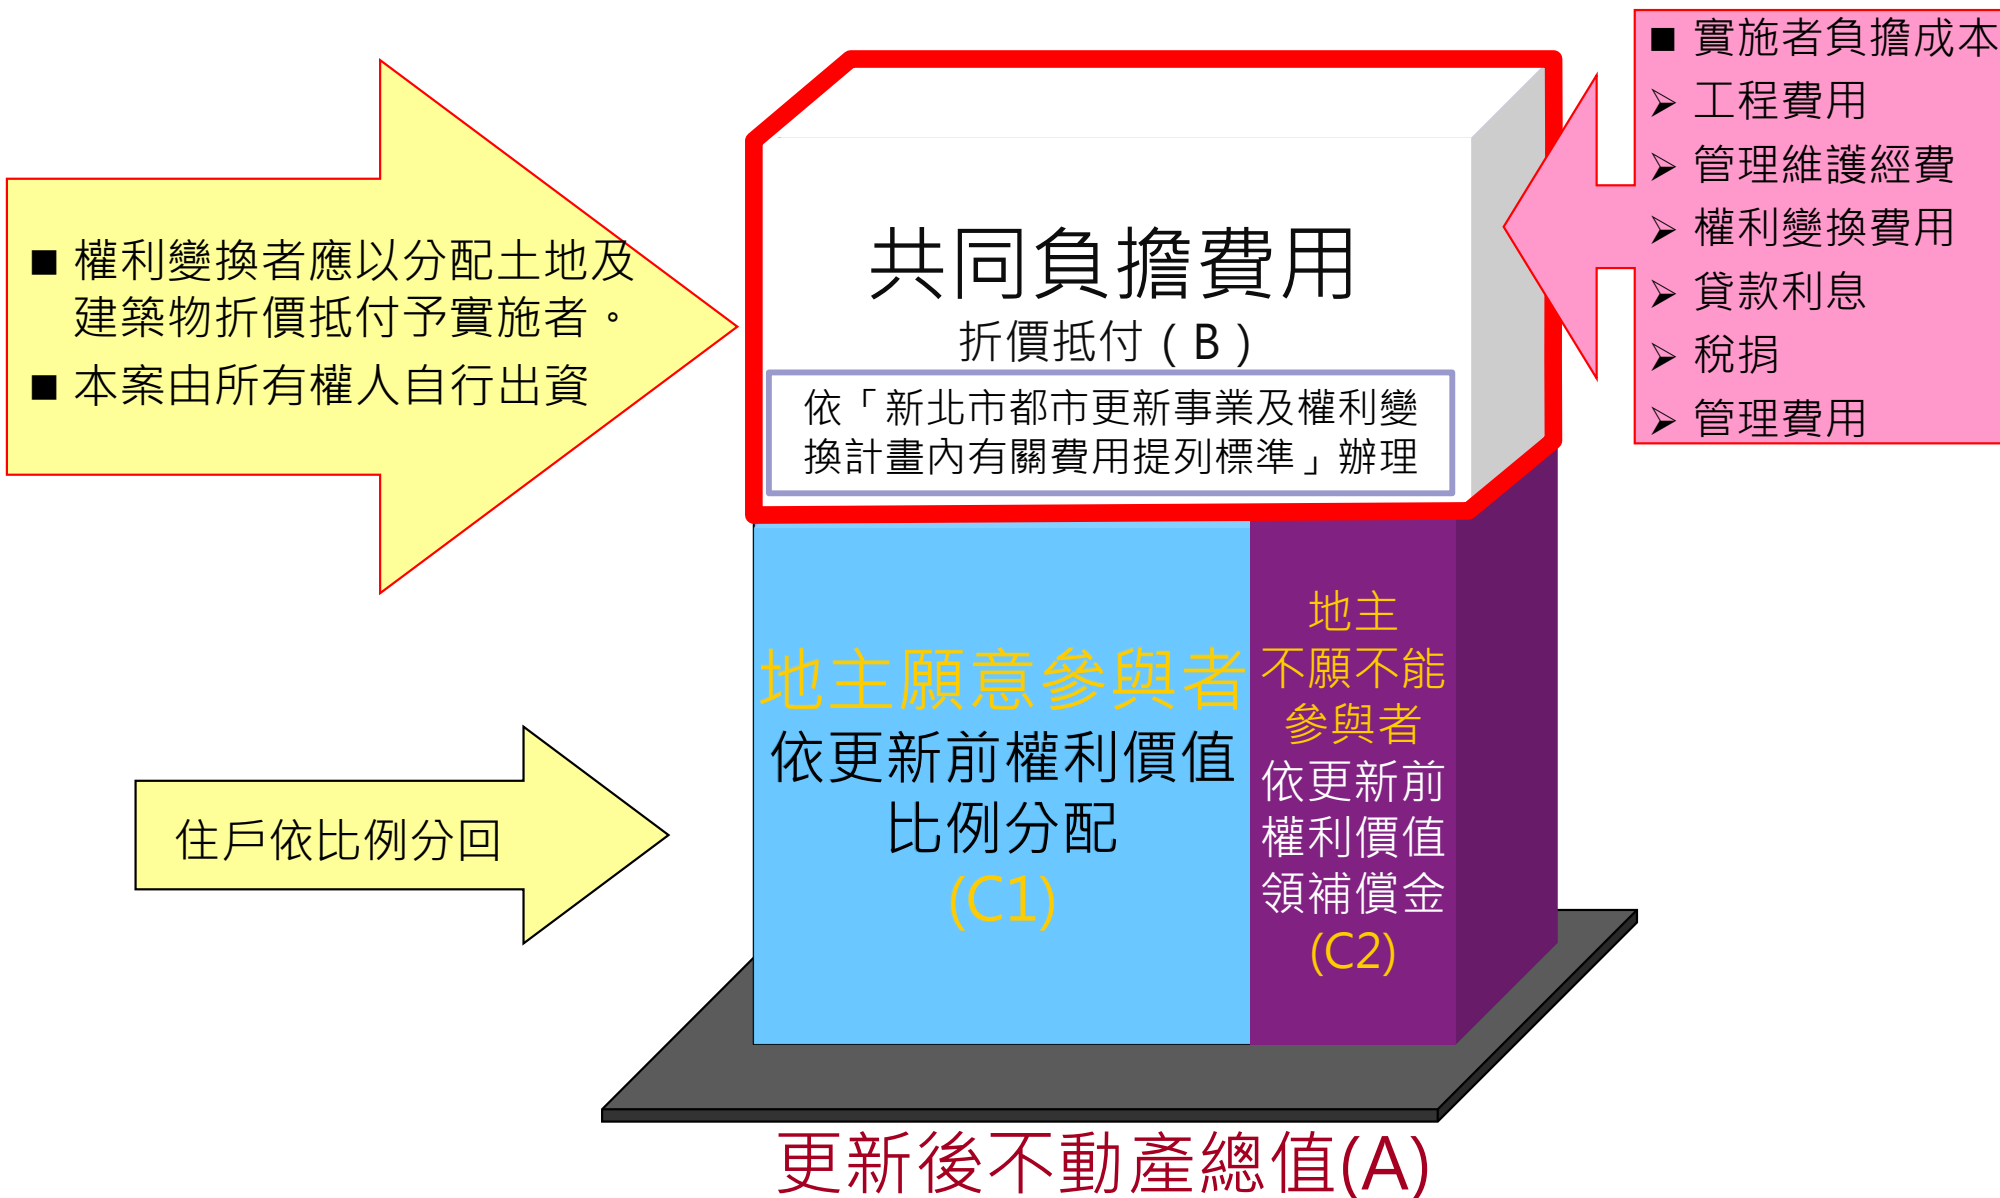 ■ 權利變換者應以分配土地及
建築物折價抵付予實施者。
■ 本案由所有權人自行出資
住戶依比例分回
共同負擔費用
折價抵付(B)
依「新北市都市更新事業及權利變
換計畫內有關費用提列標準」辦理
地主願意參與者
依更新前權利價值
比例分配
(C1)
地主
不願不能
參與者
依更新前
權利價值
領補償金
(C2)
■ 實施者負擔成本
➢ 工程費用
➢ 管理維護經費
➢ 權利變換費用
➢ 貸款利息
➢ 稅捐
➢ 管理費用
更新後不動產總值(A)